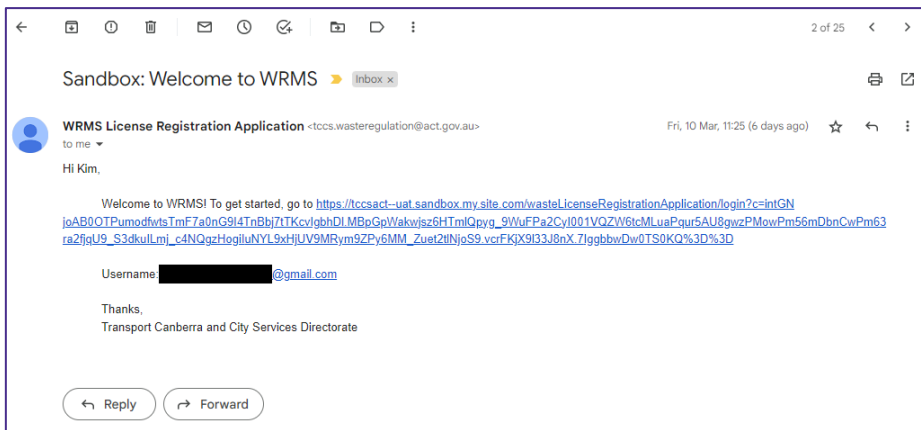 2 of 25
Sandbox: Welcome to WRMS Inbox ×
WRMS License Registration Application <tccs.wasteregulation@act.gov.au> Fri, 10 Mar, 11:25 (6 days ago)
to me
Hi Kim,
Welcome to WRMS! To get started, go to https://tccsact--uat.sandbox.my.site.com/wasteLicenseRegistrationApplication/login?c=intGN
joAB0OTPumodfwtsTmF7a0nG9I4TnBbj7tTKcvIgbhDI.MBpGpWakwjsz6HTmIQpyg_9WuFPa2CyI001VQZW6tcMLuaPqur5AU8gwzPMowPm56mDbnCwPm63
ra2fjqU9_S3dkuILmj_c4NQgzHogiIuNYL9xHjUV9MRym9ZPy6MM_Zuet2tlNjoS9.vcrFKjX9I33J8nX.7IggbbwDw0TS0KQ%3D%3D
Username: @gmail.com
Thanks,
Transport Canberra and City Services Directorate
Reply Forward